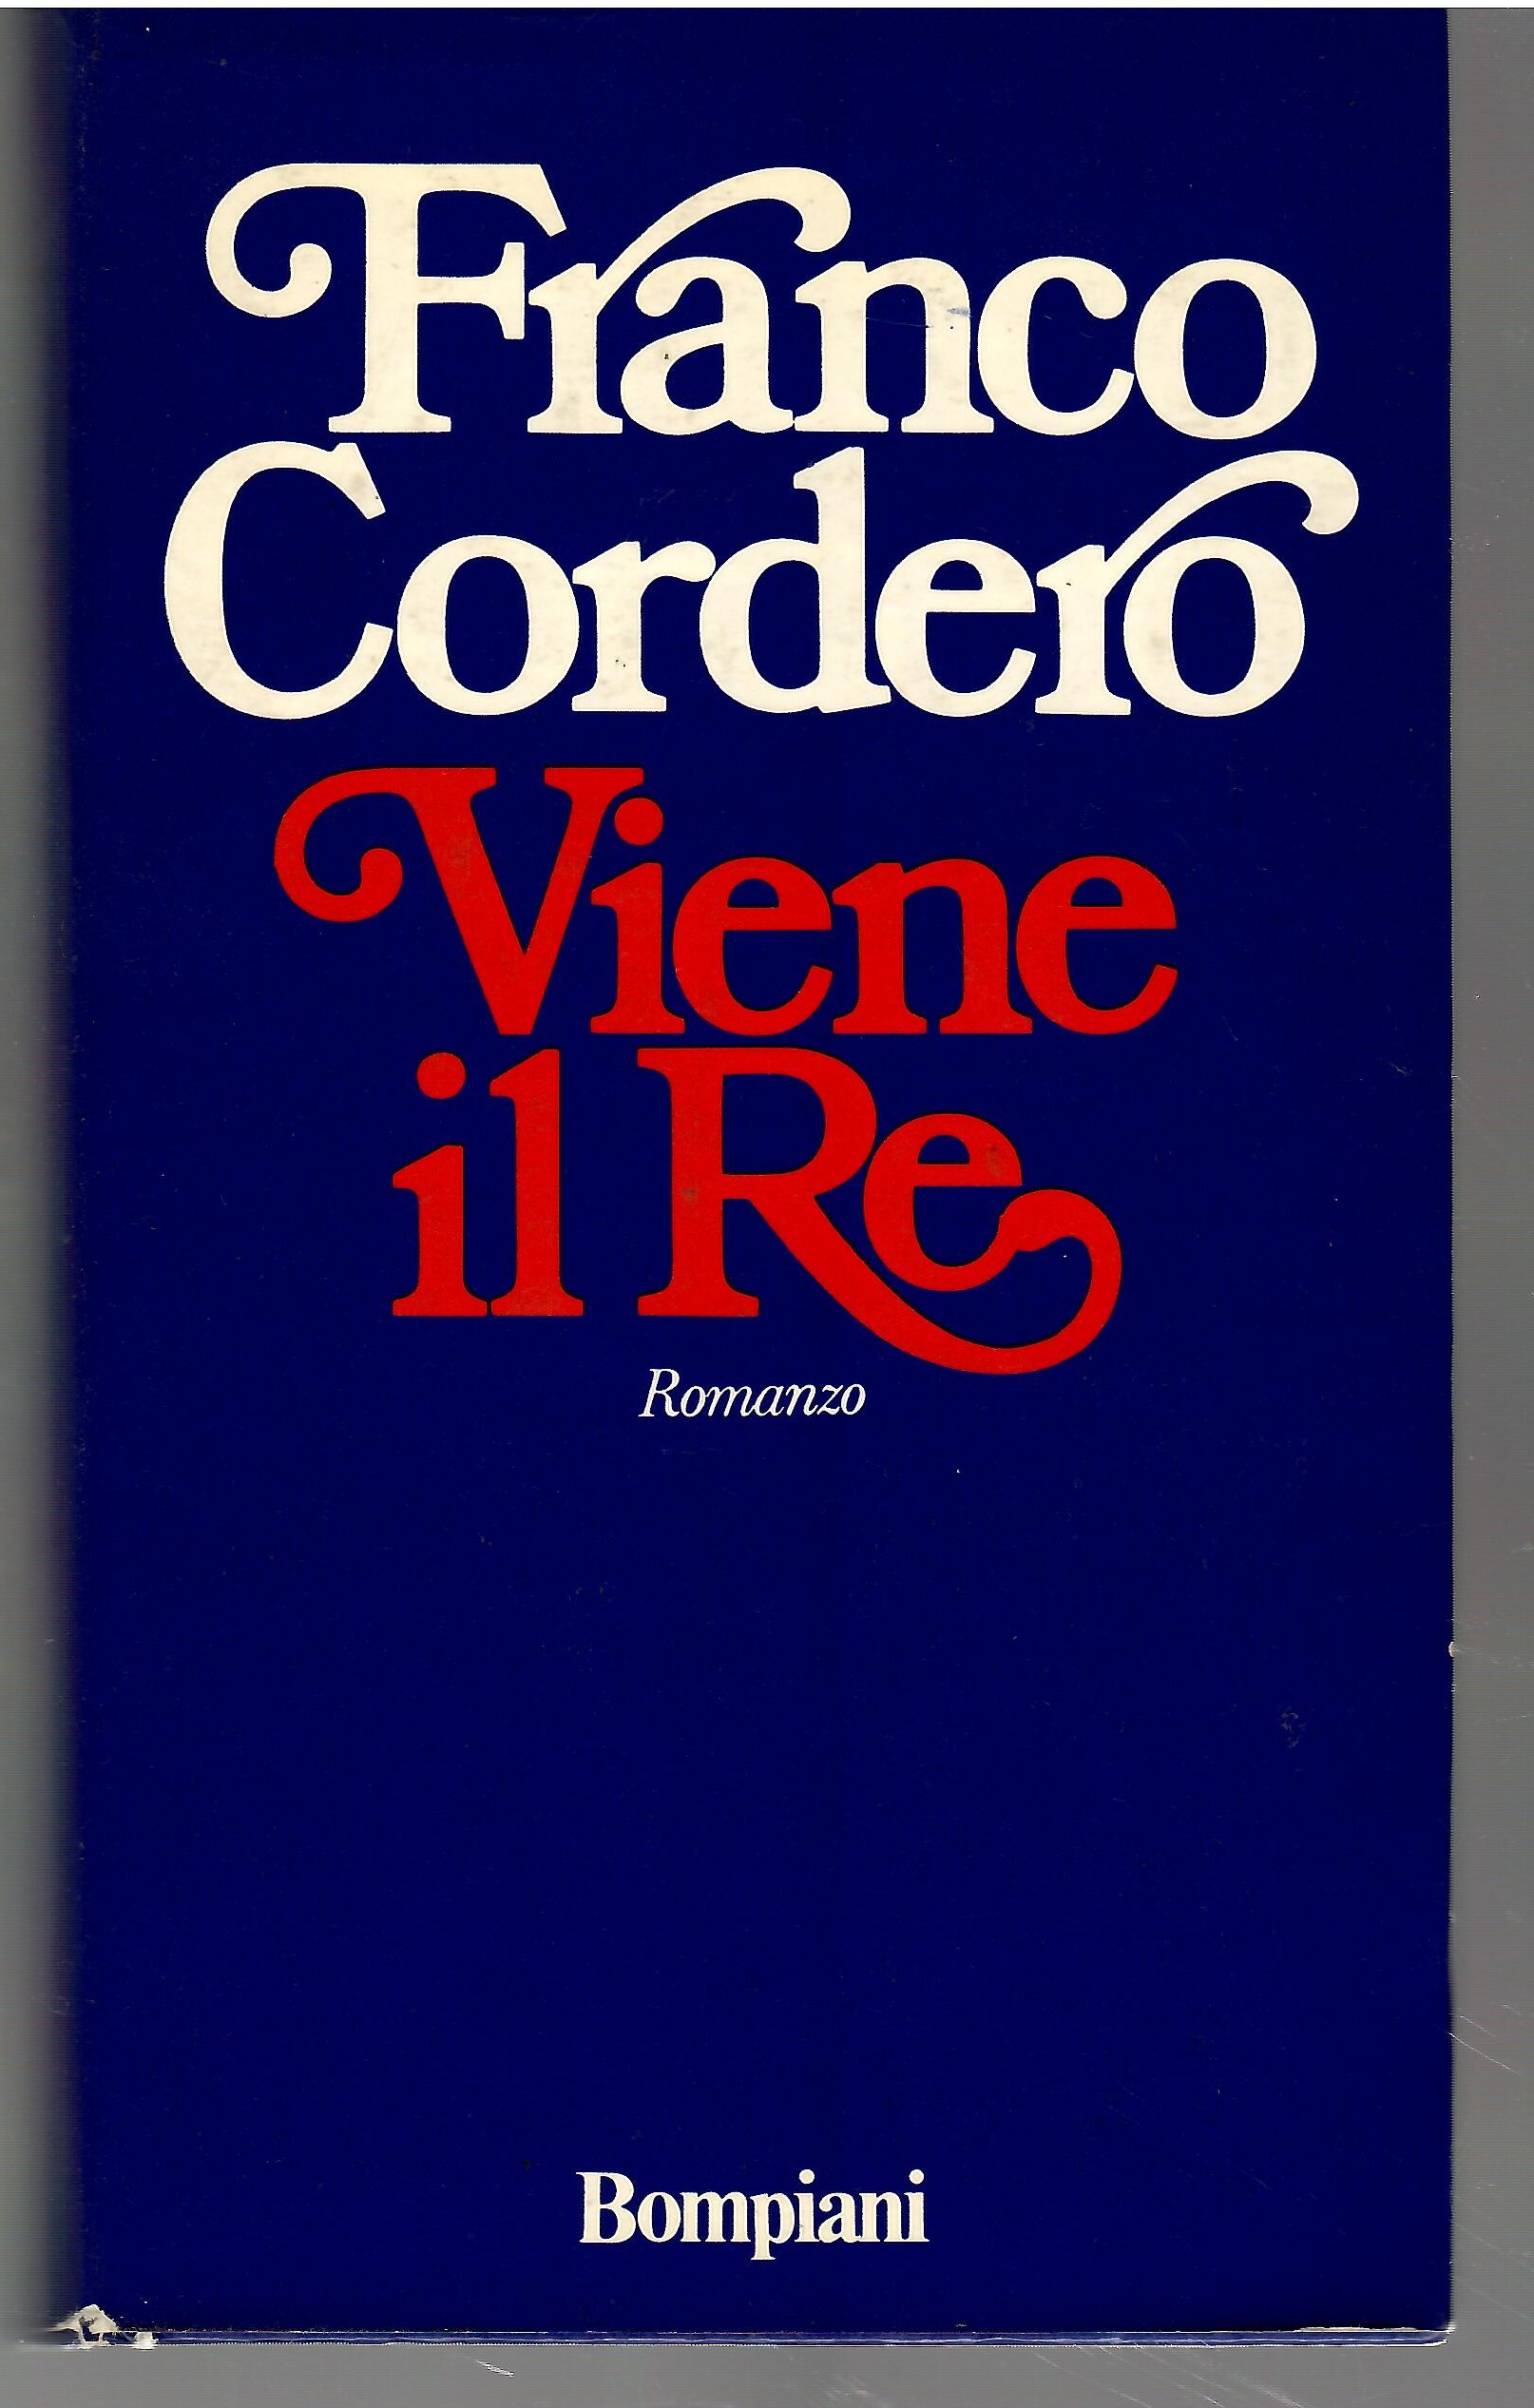 Franco
Cordero
Viene
il Re
Romanzo
Bompiani